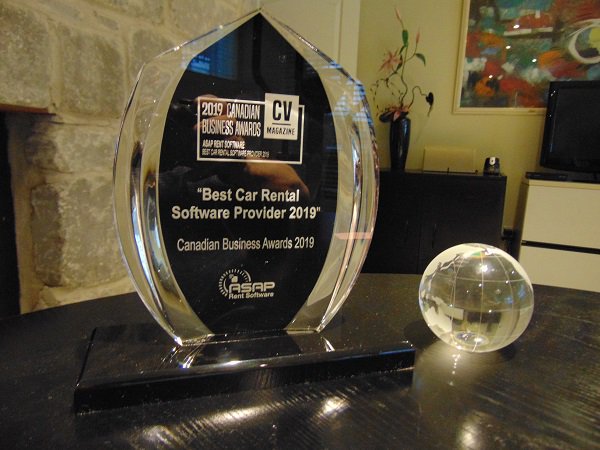 2019 CANADIAN
BUSINESS AWARDS
CV
MAGAZINE
ASAP RENT SOFTWARE
BEST CAR RENTAL SOFTWARE PROVIDER 2019
"Best Car Rental
Software Provider 2019"
Canadian Business Awards 2019
ASAP
Rent Software